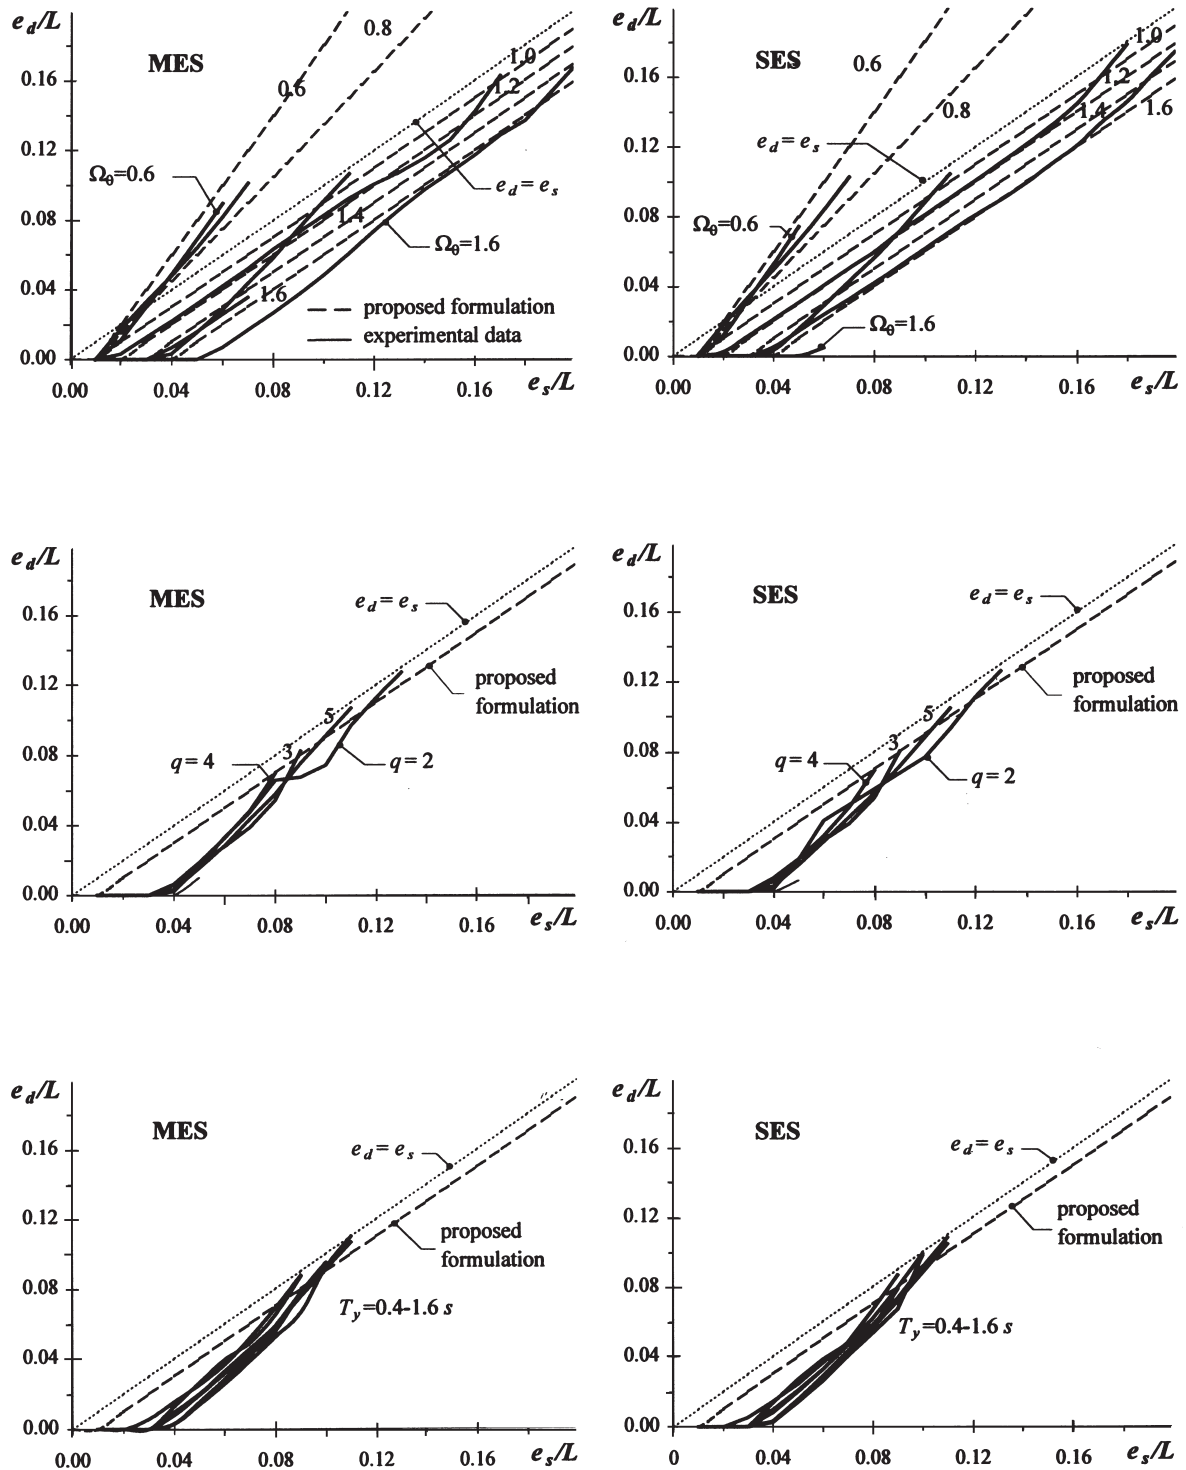 e_d/L
MES
0.16
0.12
0.08
0.04
0.00
0.6
0.8
1.0
1.2
1.4
1.6
Ω_θ=0.6
e_d = e_s
Ω_θ=1.6
proposed formulation
experimental data
0.00 0.04 0.08 0.12 0.16 e_s/L
e_d/L
SES
0.16
0.12
0.08
0.04
0.00
0.6
0.8
1.0
1.2
1.4
1.6
e_d = e_s
Ω_θ=0.6
Ω_θ=1.6
0.00 0.04 0.08 0.12 0.16 e_s/L
e_d/L
MES
0.16
0.12
0.08
0.04
0.00
e_d = e_s
proposed
formulation
5
3
q = 4
q = 2
0.00 0.04 0.08 0.12 0.16 e_s/L
e_d/L
SES
0.16
0.12
0.08
0.04
0.00
e_d = e_s
proposed
formulation
5
3
q = 4
q = 2
0.00 0.04 0.08 0.12 0.16 e_s/L
e_d/L
MES
0.16
0.12
0.08
0.04
0.00
e_d = e_s
proposed
formulation
T_y=0.4-1.6 s
0.00 0.04 0.08 0.12 0.16 e_s/L
e_d/L
SES
0.16
0.12
0.08
0.04
0.00
e_d = e_s
proposed
formulation
T_y=0.4-1.6 s
0 0.04 0.08 0.12 0.16 e_s/L